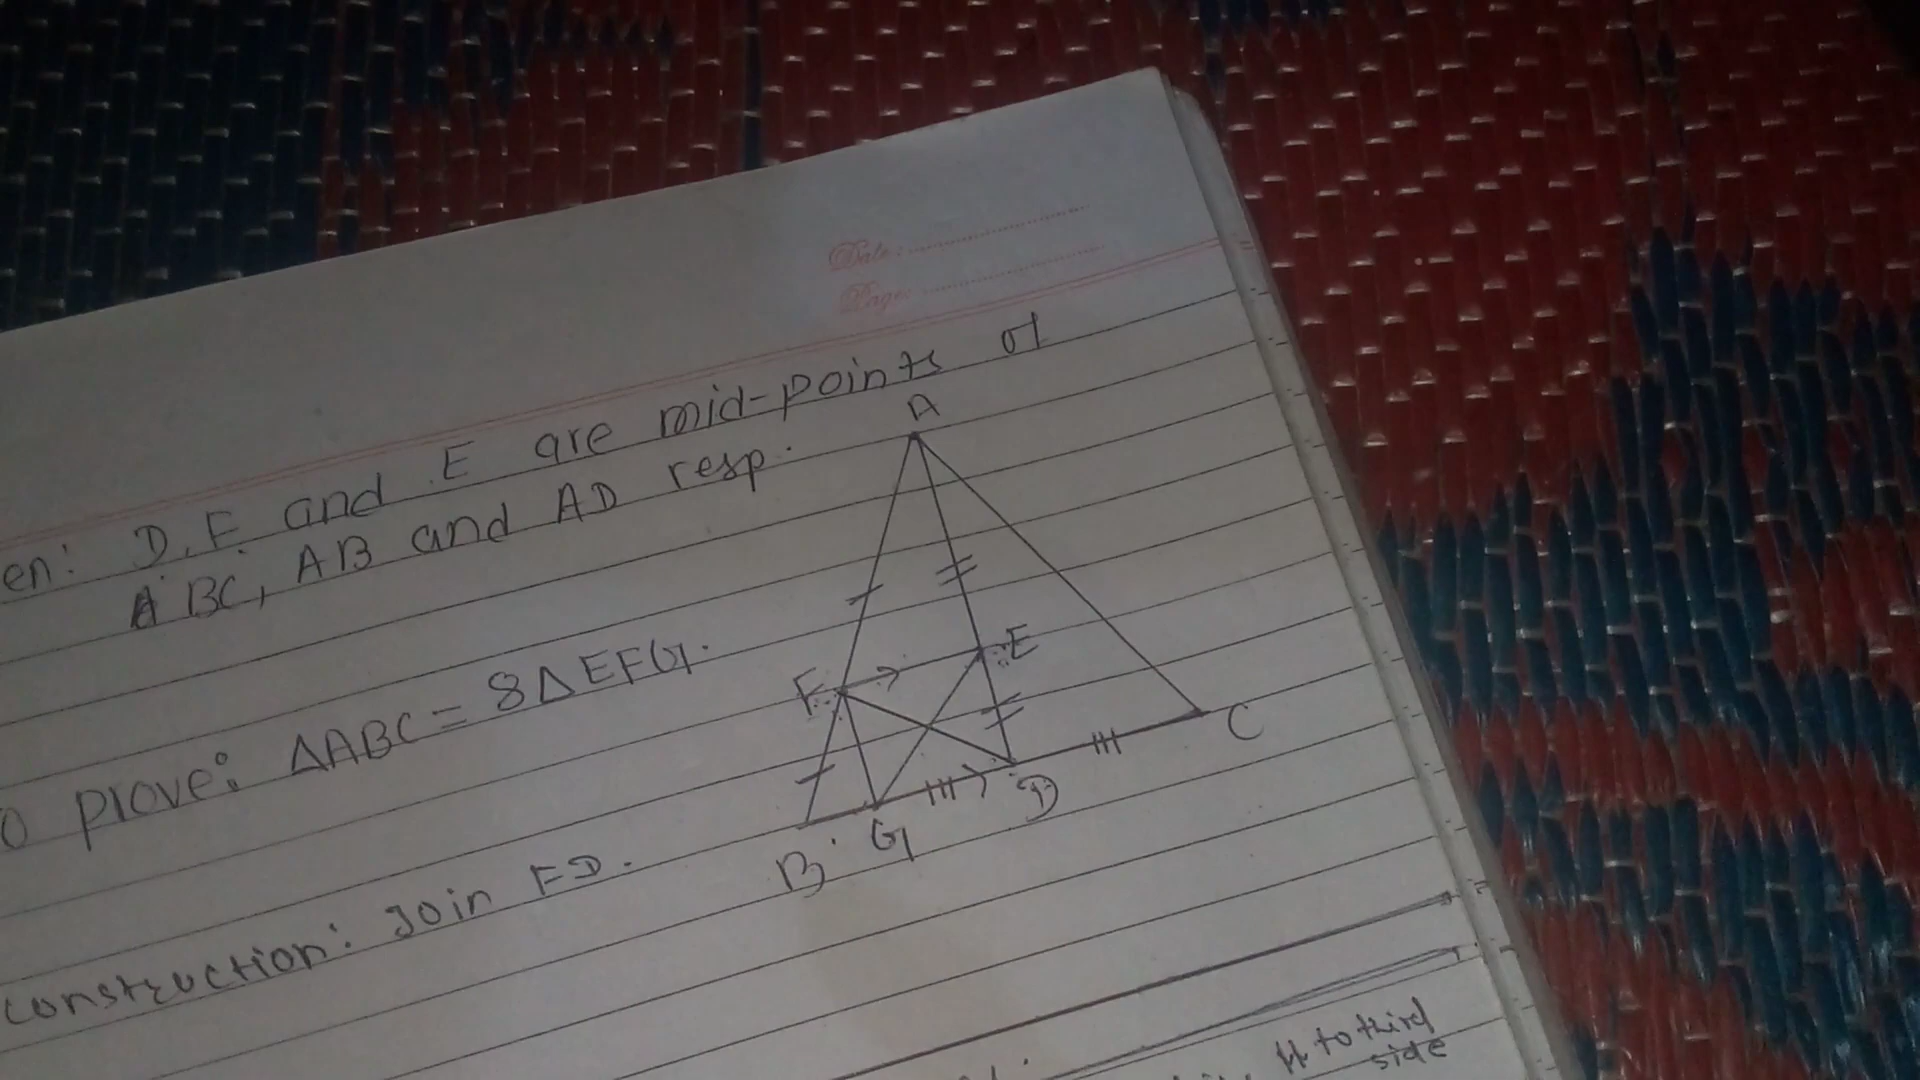 Date:
Page:
en: D, F and E are mid-points of
BC, AB and AD resp.
O prove: ΔABC = 8ΔEFG.
construction: Join FD.
A
F
E
B
G
D
C
to third
side